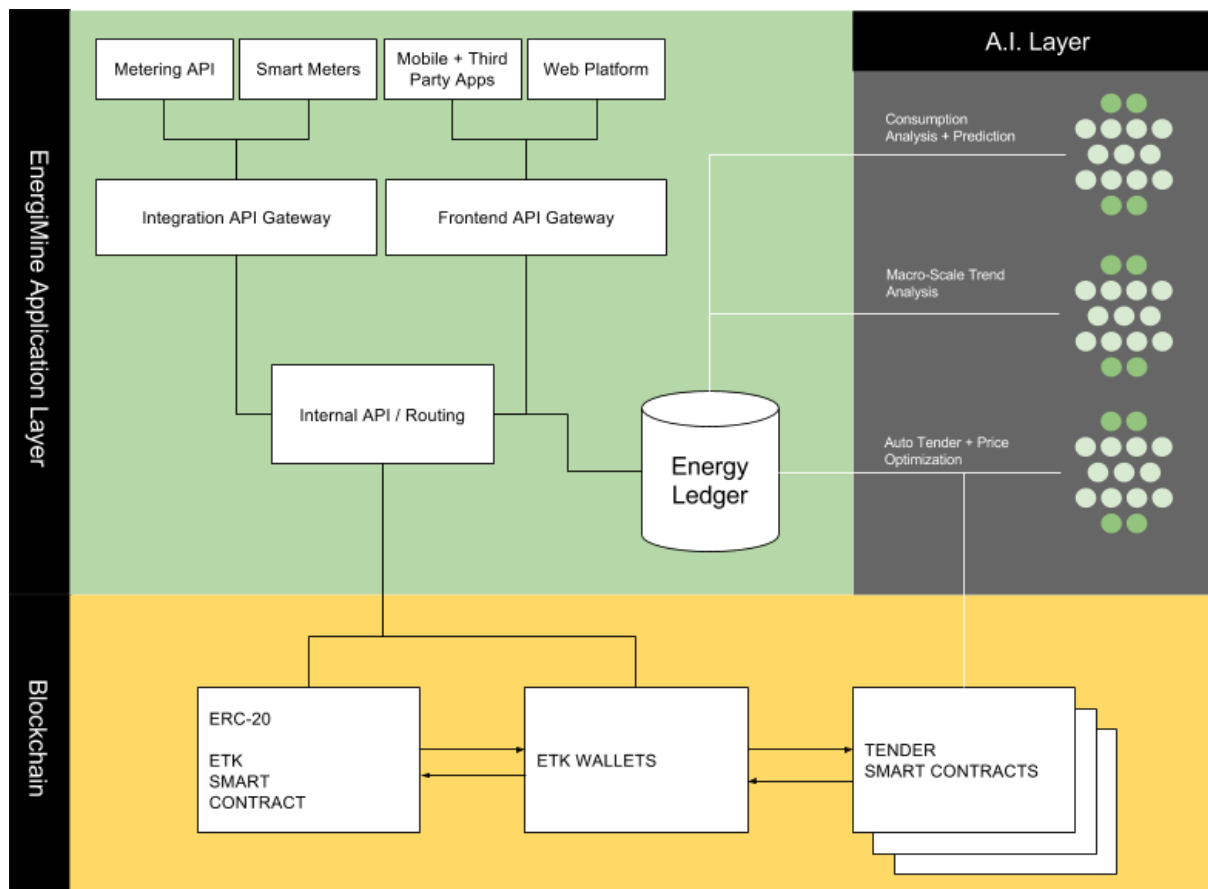 A.I. Layer
EnergiMine Application Layer
Metering API
Smart Meters
Mobile + Third
Party Apps
Web Platform
Consumption
Analysis + Prediction
Integration API Gateway
Frontend API Gateway
Macro-Scale Trend
Analysis
Internal API / Routing
Energy
Ledger
Auto Tender + Price
Optimization
Blockchain
ERC-20
ETK
SMART
CONTRACT
ETK WALLETS
TENDER
SMART CONTRACTS